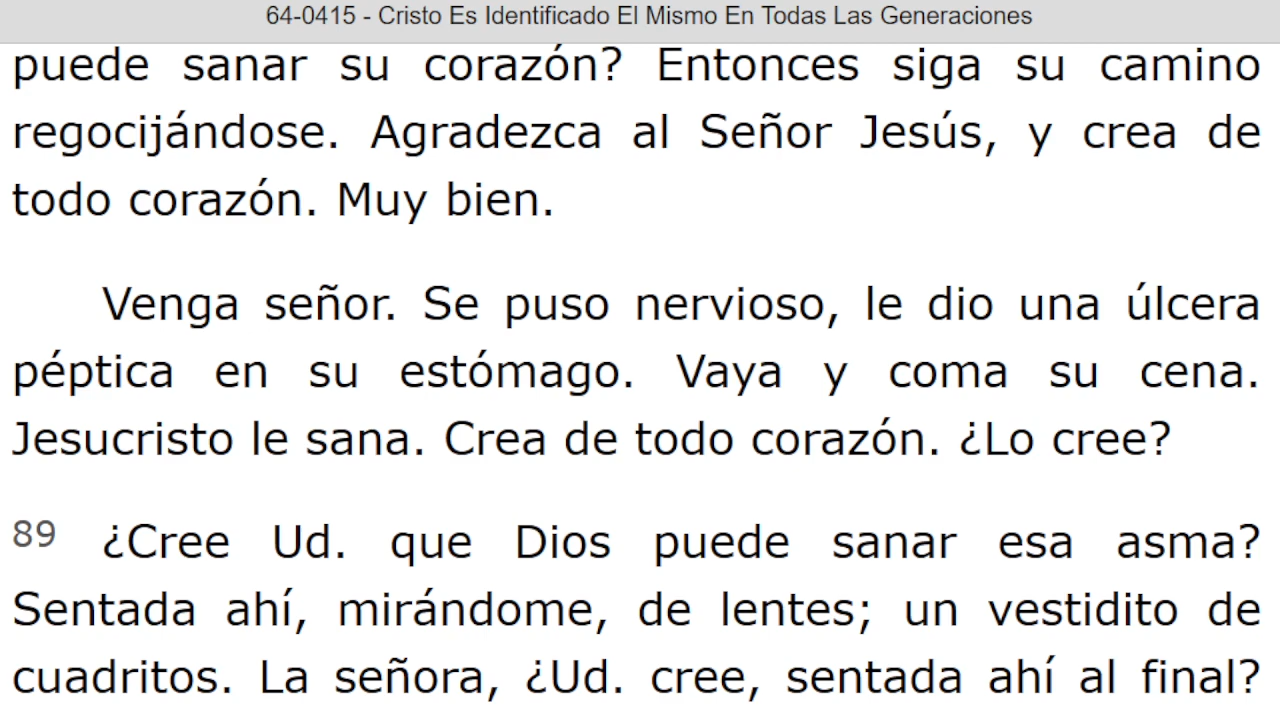 64-0415 - Cristo Es Identificado El Mismo En Todas Las Generaciones
puede sanar su corazón? Entonces siga su camino
regocijándose. Agradezca al Señor Jesús, y crea de
todo corazón. Muy bien.
Venga señor. Se puso nervioso, le dio una úlcera
péptica en su estómago. Vaya y coma su cena.
Jesucristo le sana. Crea de todo corazón. ¿Lo cree?
89 ¿Cree Ud. que Dios puede sanar esa asma?
Sentada ahí, mirándome, de lentes; un vestidito de
cuadritos. La señora, ¿Ud. cree, sentada ahí al final?